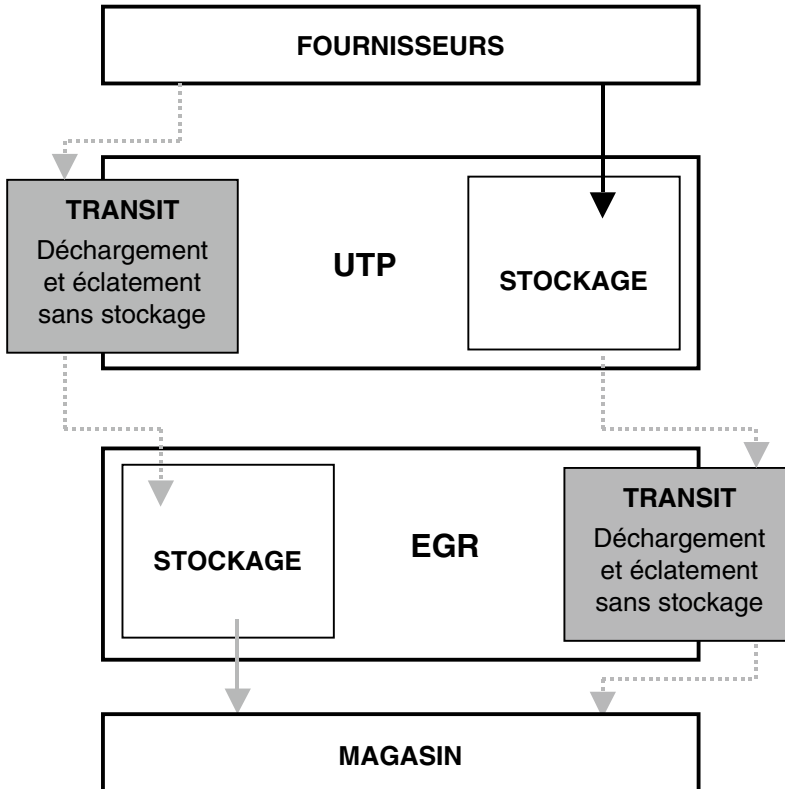 FOURNISSEURS
TRANSIT
Déchargement
et éclatement
sans stockage
UTP
STOCKAGE
STOCKAGE
EGR
TRANSIT
Déchargement
et éclatement
sans stockage
MAGASIN